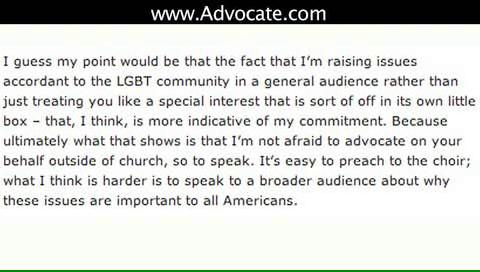 www.Advocate.com
I guess my point would be that the fact that I'm raising issues
accordant to the LGBT community in a general audience rather than
just treating you like a special interest that is sort of off in its own little
box – that, I think, is more indicative of my commitment. Because
ultimately what that shows is that I'm not afraid to advocate on your
behalf outside of church, so to speak. It's easy to preach to the choir;
what I think is harder is to speak to a broader audience about why
these issues are important to all Americans.